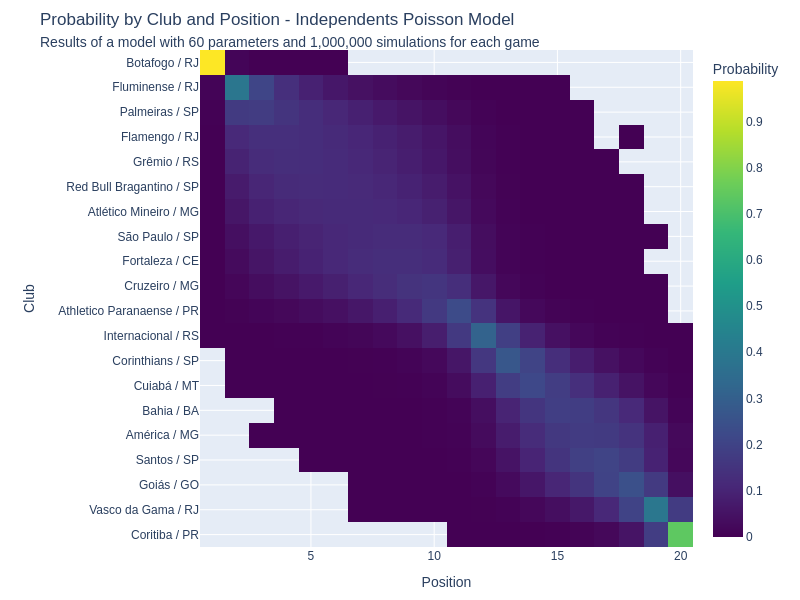 Probability by Club and Position - Independents Poisson Model
Results of a model with 60 parameters and 1,000,000 simulations for each game
Probability
Botafogo / RJ
Fluminense / RJ
Palmeiras / SP
Flamengo / RJ
Grêmio / RS
Red Bull Bragantino / SP
Atlético Mineiro / MG
São Paulo / SP
Fortaleza / CE
Cruzeiro / MG
Athletico Paranaense / PR
Internacional / RS
Corinthians / SP
Cuiabá / MT
Bahia / BA
América / MG
Santos / SP
Goiás / GO
Vasco da Gama / RJ
Coritiba / PR
Club
5
10
15
20
Position
0.9
0.8
0.7
0.6
0.5
0.4
0.3
0.2
0.1
0